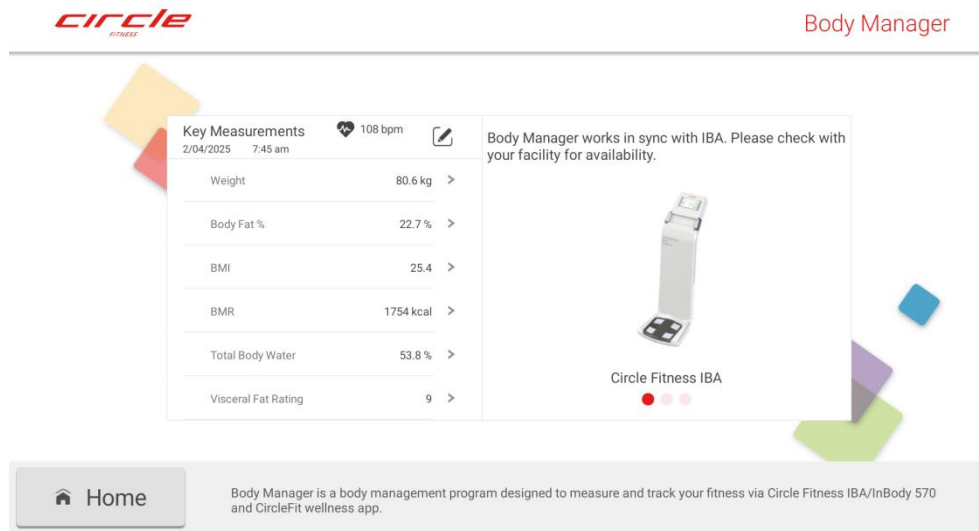 circle
FITNESS
Body Manager
Key Measurements
108 bpm
2/04/2025 7:45 am
Weight 80.6 kg >
Body Fat % 22.7 % >
BMI 25.4 >
BMR 1754 kcal >
Total Body Water 53.8 % >
Visceral Fat Rating 9 >
Body Manager works in sync with IBA. Please check with
your facility for availability.
Circle Fitness IBA
Home
Body Manager is a body management program designed to measure and track your fitness via Circle Fitness IBA/InBody 570
and CircleFit wellness app.